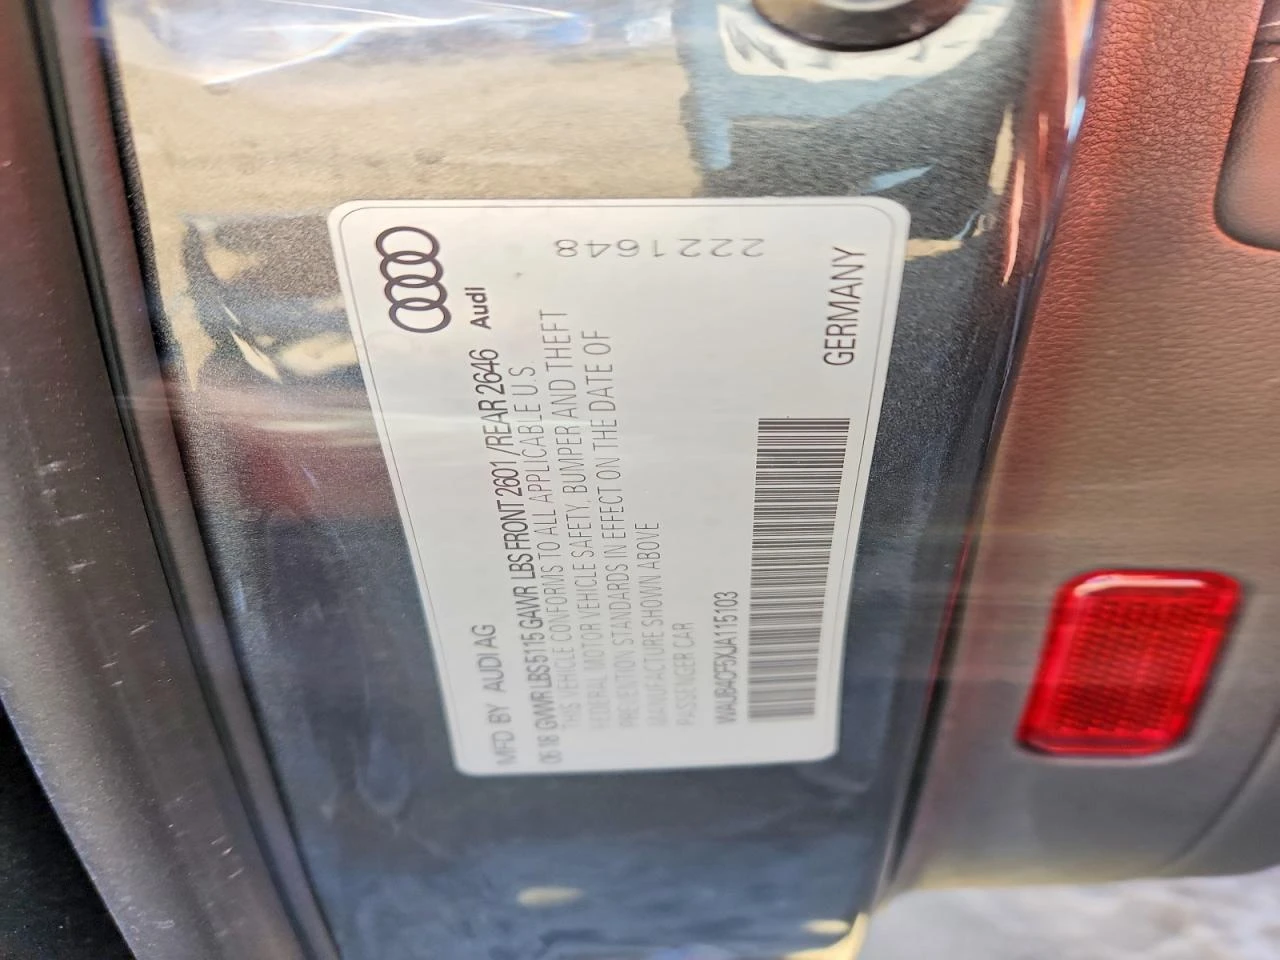 MFD BY AUDI AG
06 18 GVWR LBS 5115 GAWR LBS FRONT 2601 / REAR 2646 Audi
THIS VEHICLE CONFORMS TO ALL APPLICABLE U.S.
FEDERAL MOTOR VEHICLE SAFETY, BUMPER AND THEFT
PREVENTION STANDARDS IN EFFECT ON THE DATE OF
MANUFACTURE SHOWN ABOVE
PASSENGER CAR
WAUB4CF5XJA115103
GERMANY
2221648